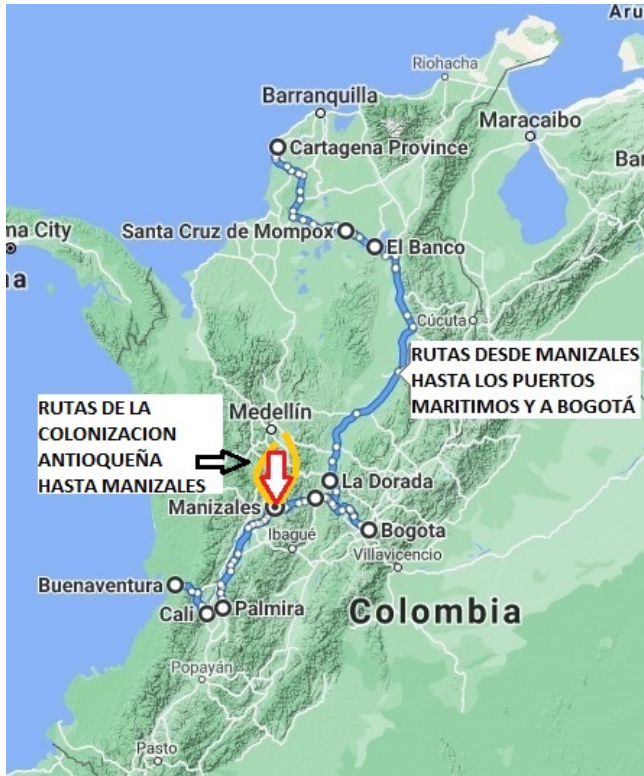 Aru
Riohacha
Barranquilla
Maracaibo
Cartagena Province
Bar
ma City
Santa Cruz de Mompox
El Banco
a
Cúcuta
RUTAS DESDE MANIZALES
HASTA LOS PUERTOS
MARITIMOS Y A BOGOTÁ
RUTAS DE LA
COLONIZACION
ANTIOQUEÑA
HASTA MANIZALES
Medellín
La Dorada
Manizales
Bogota
Ibagué
Villavicencio
Buenaventura
Cali
Palmira
Colombia
Popayán
Pasto